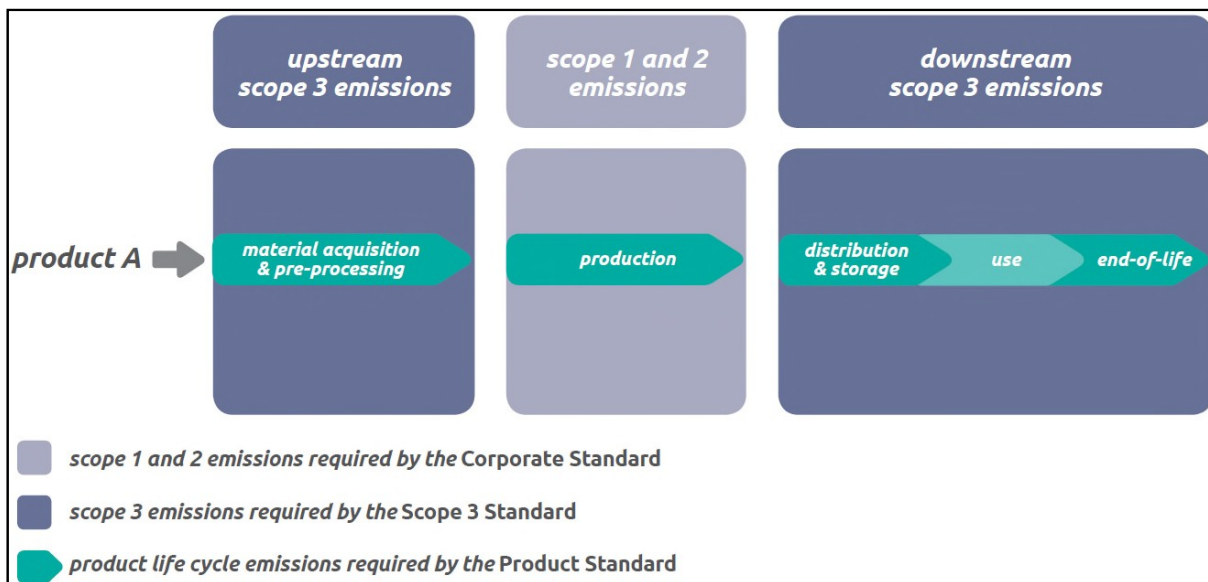 upstream
scope 3 emissions
scope 1 and 2
emissions
downstream
scope 3 emissions
product A
material acquisition
& pre-processing
production
distribution
& storage
use
end-of-life
scope 1 and 2 emissions required by the Corporate Standard
scope 3 emissions required by the Scope 3 Standard
product life cycle emissions required by the Product Standard